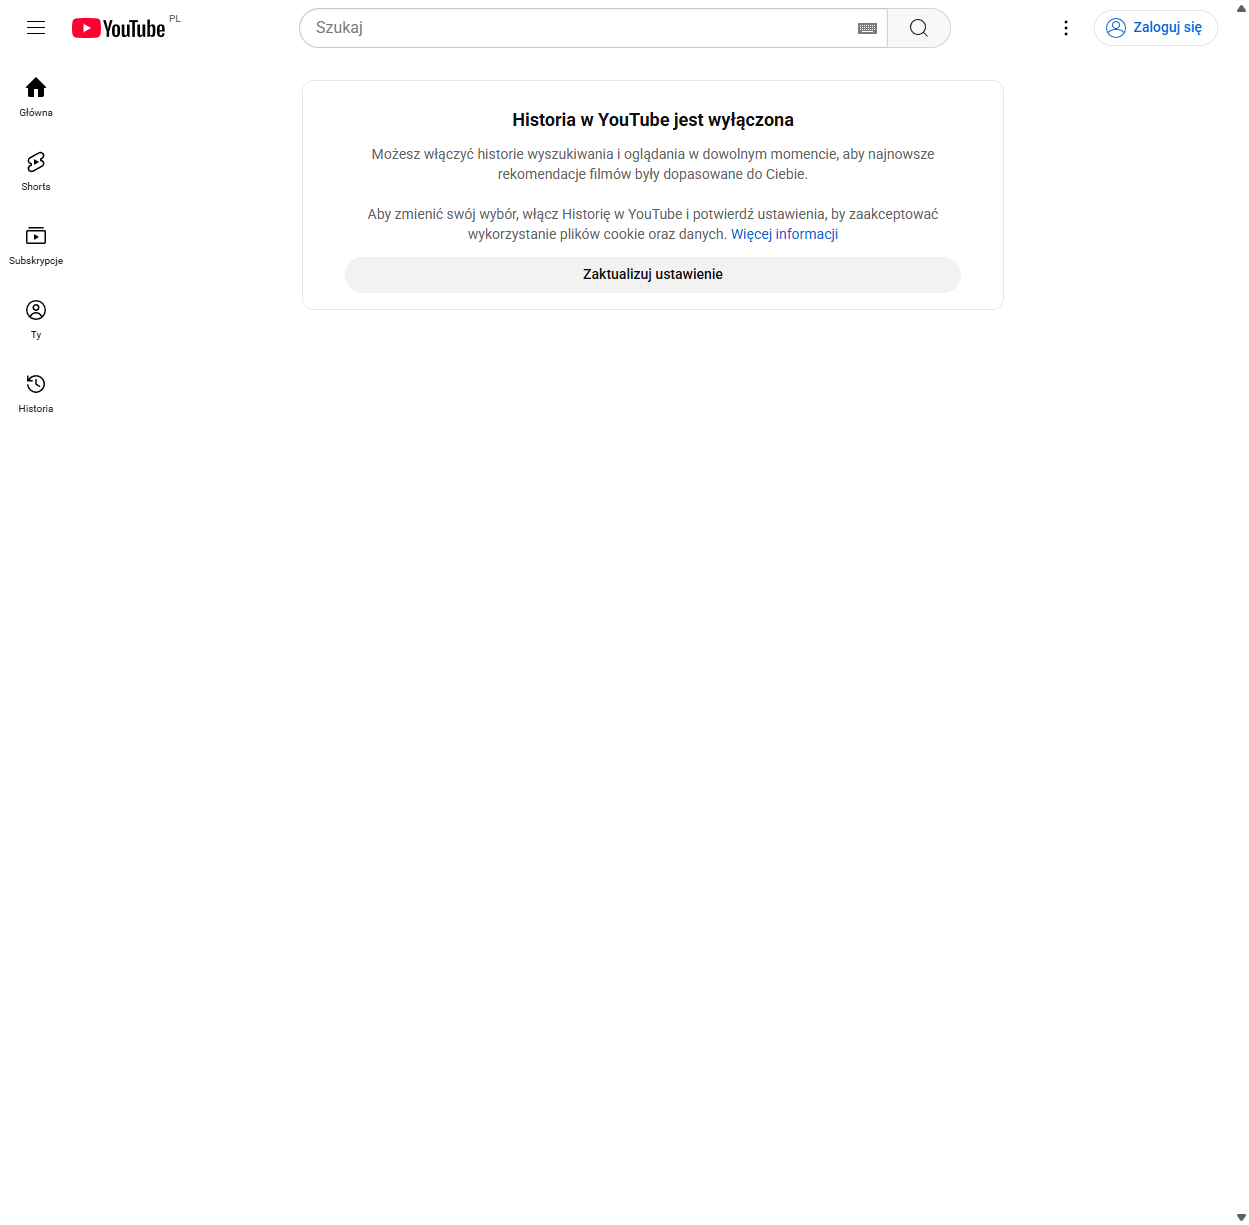 YouTube PL
Szukaj
Zaloguj się
Główna
Shorts
Subskrypcje
Ty
Historia
Historia w YouTube jest wyłączona
Możesz włączyć historie wyszukiwania i oglądania w dowolnym momencie, aby najnowsze
rekomendacje filmów były dopasowane do Ciebie.
Aby zmienić swój wybór, włącz Historię w YouTube i potwierdź ustawienia, by zaakceptować
wykorzystanie plików cookie oraz danych. Więcej informacji
Zaktualizuj ustawienie